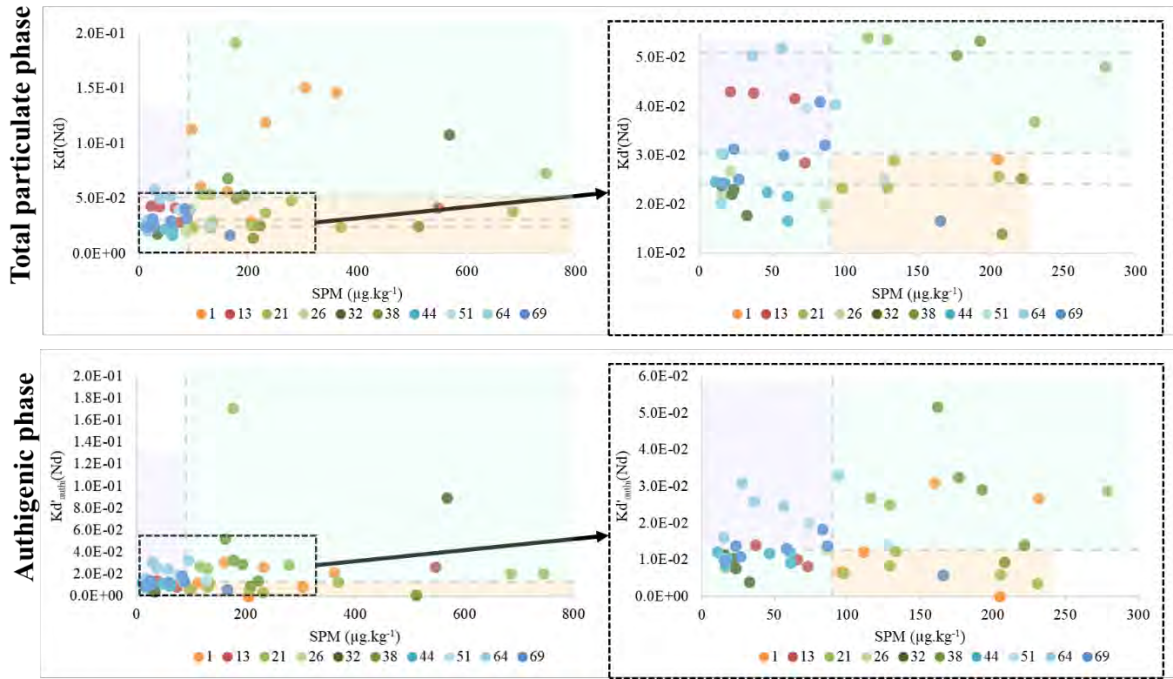 Total particulate phase
Kd'(Nd)
2.0E-01
1.5E-01
1.0E-01
5.0E-02
0.0E+00
0 200 400 600 800
SPM (µg.kg⁻¹)
1 13 21 26 32 38 44 51 64 69
Kd'(Nd)
5.0E-02
4.0E-02
3.0E-02
2.0E-02
1.0E-02
0 50 100 150 200 250 300
SPM (µg.kg⁻¹)
1 13 21 26 32 38 44 51 64 69
Authigenic phase
Kd'auth(Nd)
2.0E-01
1.8E-01
1.6E-01
1.4E-01
1.2E-01
1.0E-01
8.0E-02
6.0E-02
4.0E-02
2.0E-02
0.0E+00
0 200 400 600 800
SPM (µg.kg⁻¹)
1 13 21 26 32 38 44 51 64 69
Kd'auth(Nd)
6.0E-02
5.0E-02
4.0E-02
3.0E-02
2.0E-02
1.0E-02
0.0E+00
0 50 100 150 200 250 300
SPM (µg.kg⁻¹)
1 13 21 26 32 38 44 51 64 69